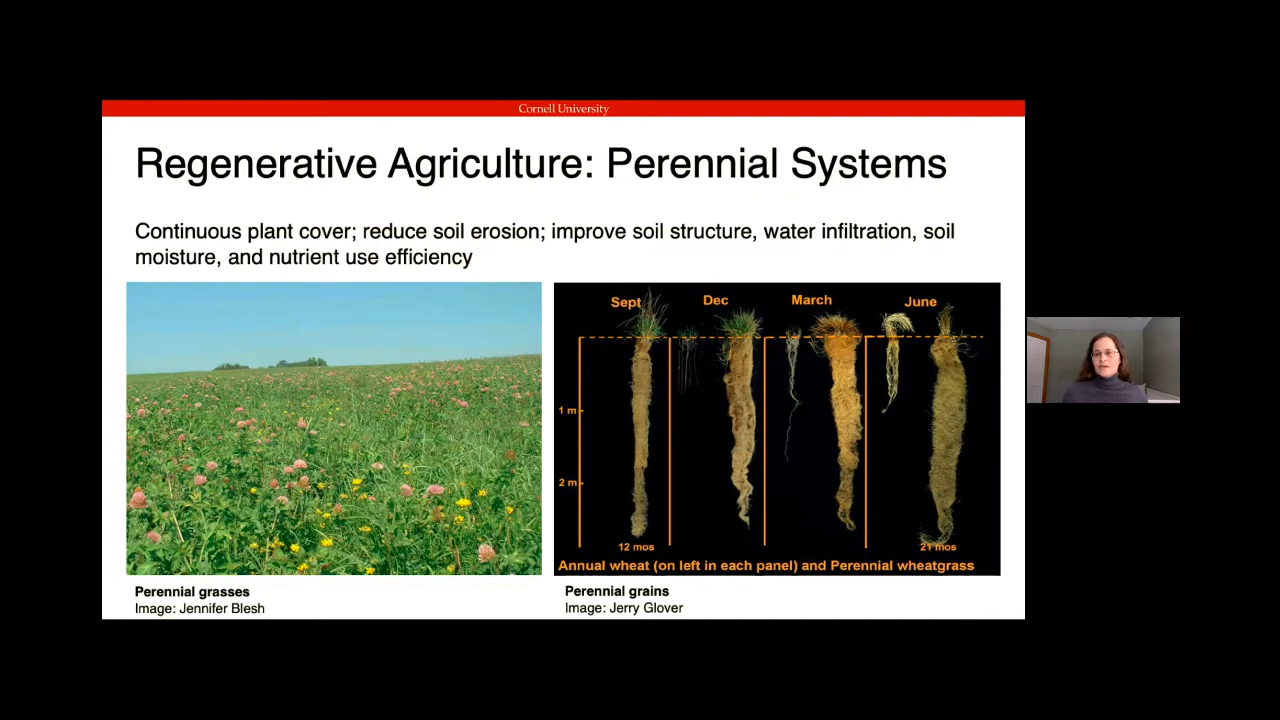 Cornell University
Regenerative Agriculture: Perennial Systems
Continuous plant cover; reduce soil erosion; improve soil structure, water infiltration, soil
moisture, and nutrient use efficiency
Sept Dec March June
1 m
2 m
12 mos 21 mos
Annual wheat (on left in each panel) and Perennial wheatgrass
Perennial grasses
Image: Jennifer Blesh
Perennial grains
Image: Jerry Glover